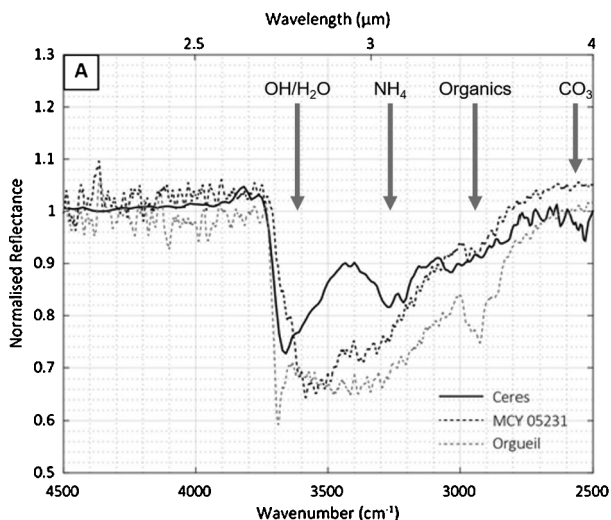 Wavelength (µm)
2.5 3 4
1.3
A
1.2
OH/H₂O NH₄ Organics CO₃
1.1
1
0.9
0.8
0.7
0.6
0.5
Normalised Reflectance
Ceres
MCY 05231
Orgueil
4500 4000 3500 3000 2500
Wavenumber (cm⁻¹)